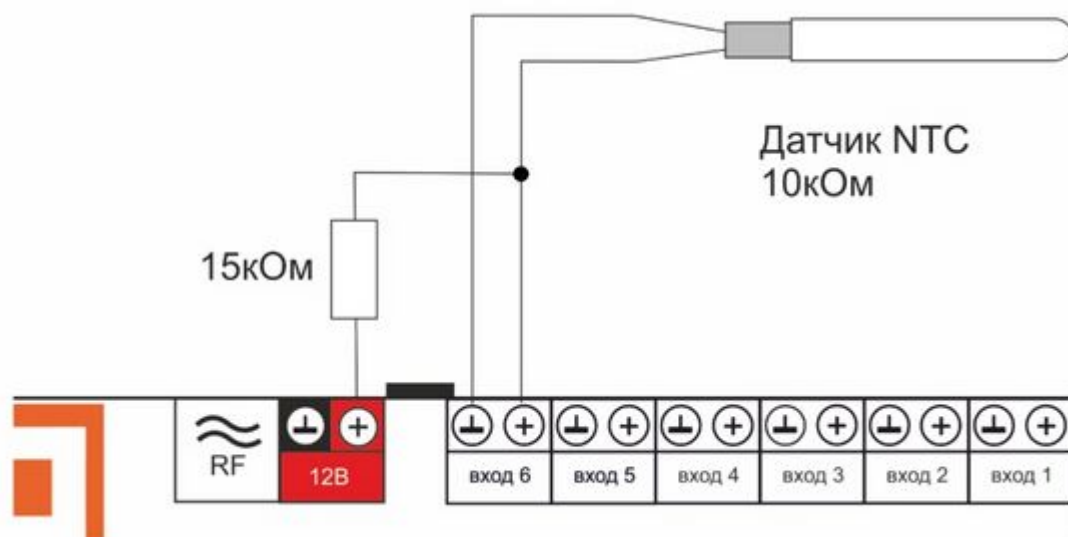 Датчик NTC
10кОм
15кОм
RF
12В
вход 6
вход 5
вход 4
вход 3
вход 2
вход 1